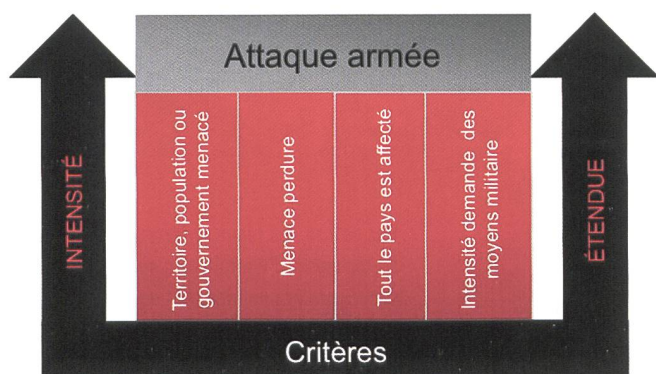 Attaque armée
INTENSITÉ
Territoire, population ou
gouvernement menacé
Menace perdure
Tout le pays est affecté
Intensité demande des
moyens militaire
ÉTENDUE
Critères